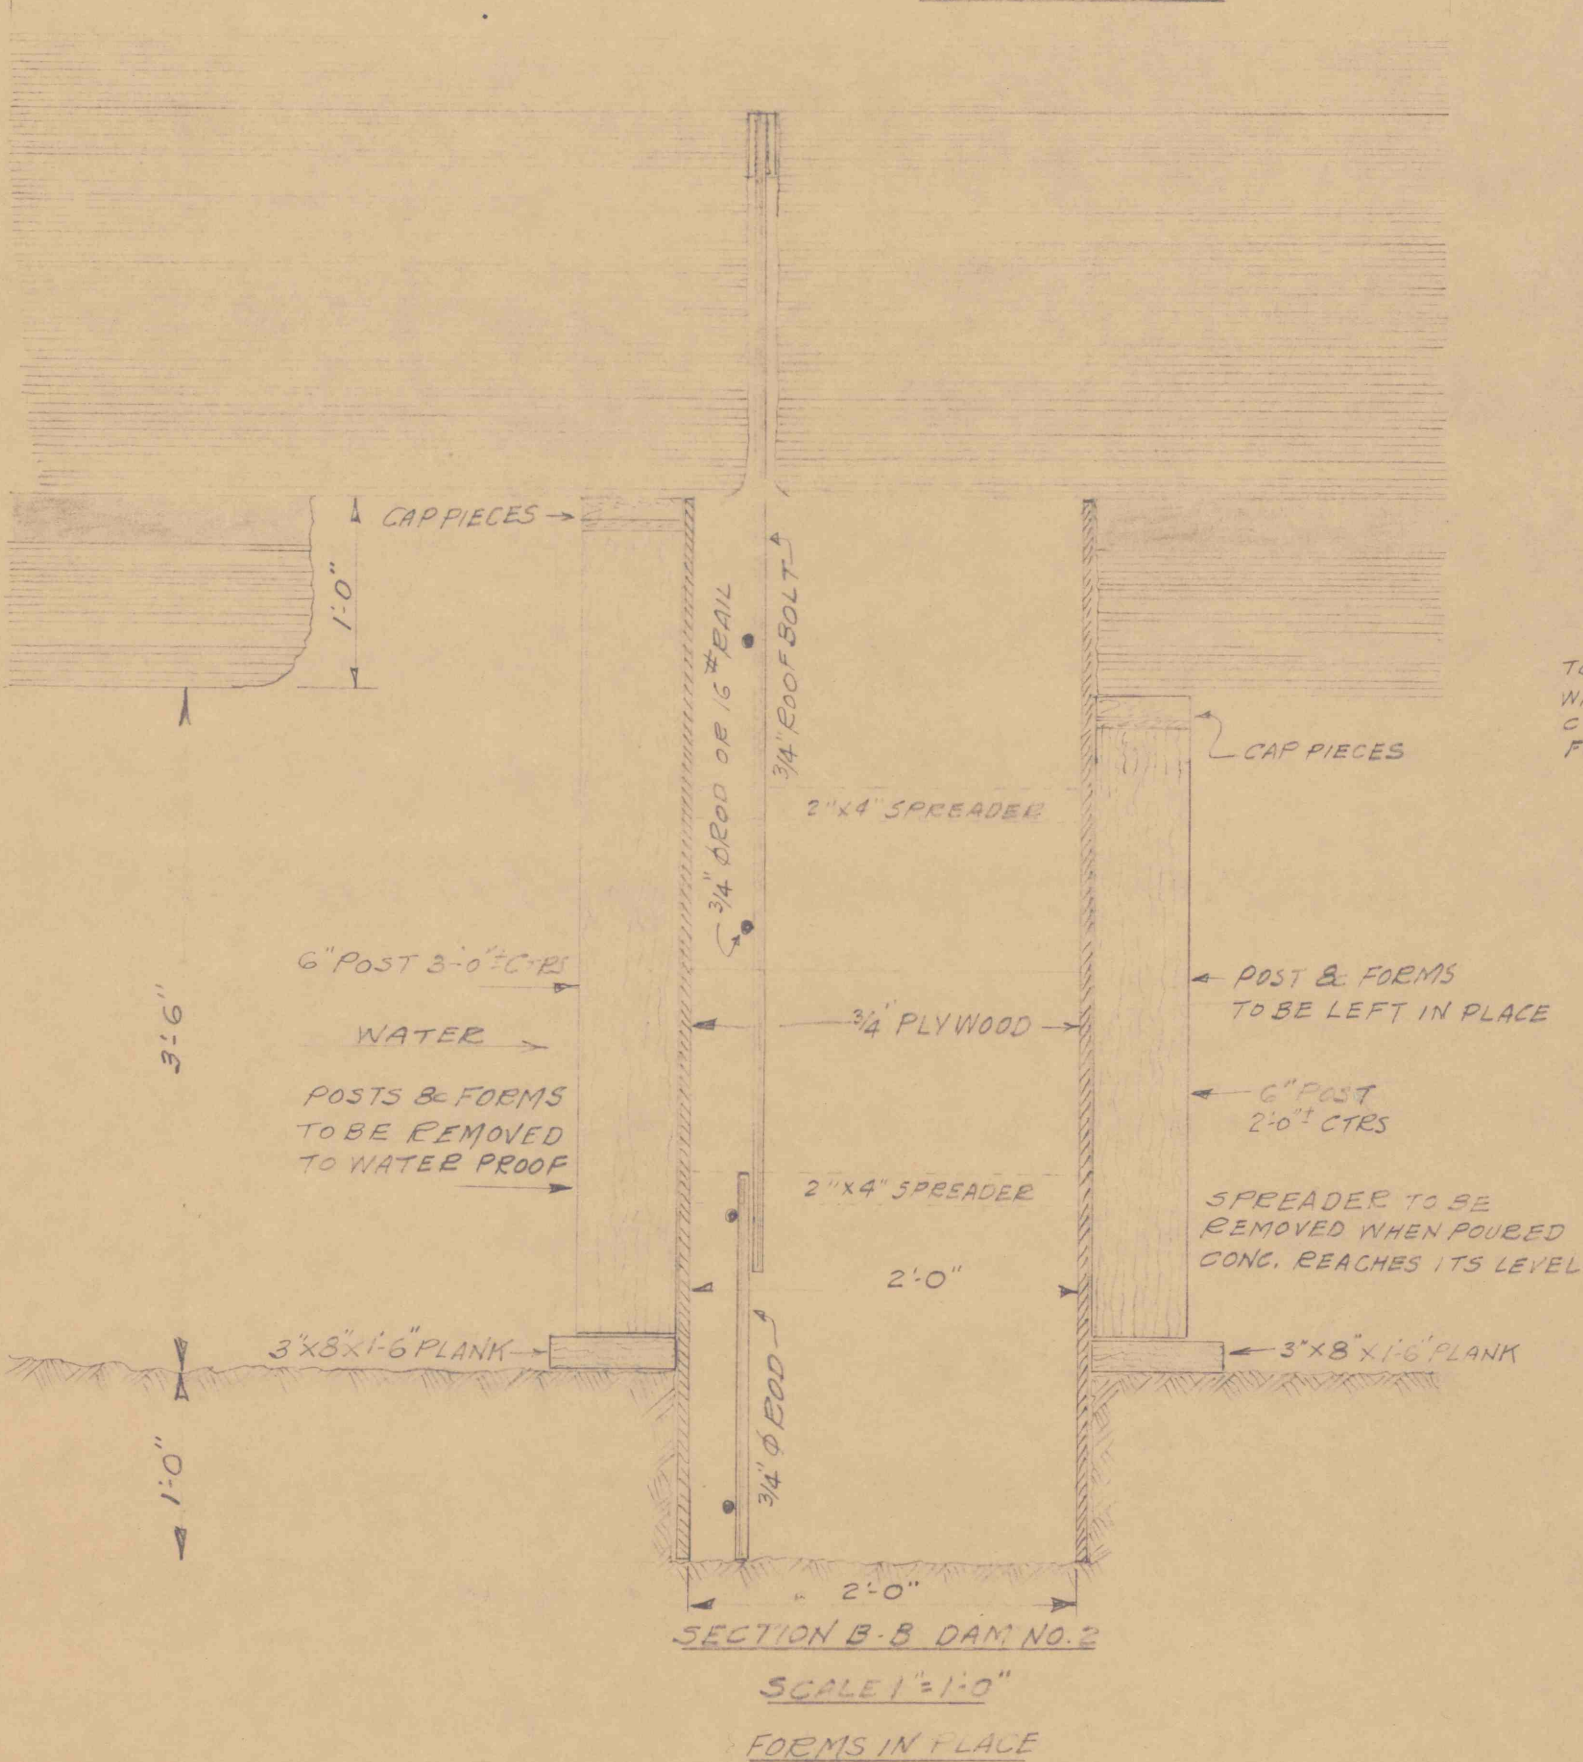 CAP PIECES
1'-0"
3/4" Φ ROD OR 16# RAIL
3/4" ROOF BOLT
CAP PIECES
2"X4" SPREADER
6" POST 3'-0"± CTRS
3/4" PLYWOOD
POST & FORMS
TO BE LEFT IN PLACE
3'-6"
WATER
POSTS & FORMS
TO BE REMOVED
TO WATER PROOF
6" POST
2'-0"± CTRS
2"X4" SPREADER
SPREADER TO BE
REMOVED WHEN POURED
CONC. REACHES ITS LEVEL
2'-0"
3"X8"X1'-6" PLANK
3"X8"X1'-6" PLANK
3/4" Φ ROD
1'-0"
2'-0"
SECTION B-B DAM NO.2
SCALE 1"=1'-0"
FORMS IN PLACE